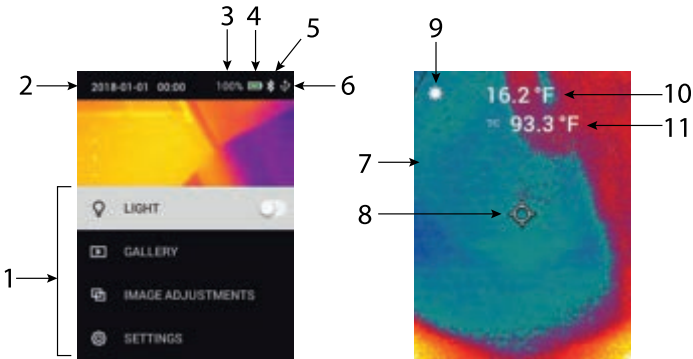 3 4 5
2 2018-01-01 00:00 100% 6
LIGHT
GALLERY
1
IMAGE ADJUSTMENTS
SETTINGS
9
16.2 °F 10
93.3 °F 11
7
8